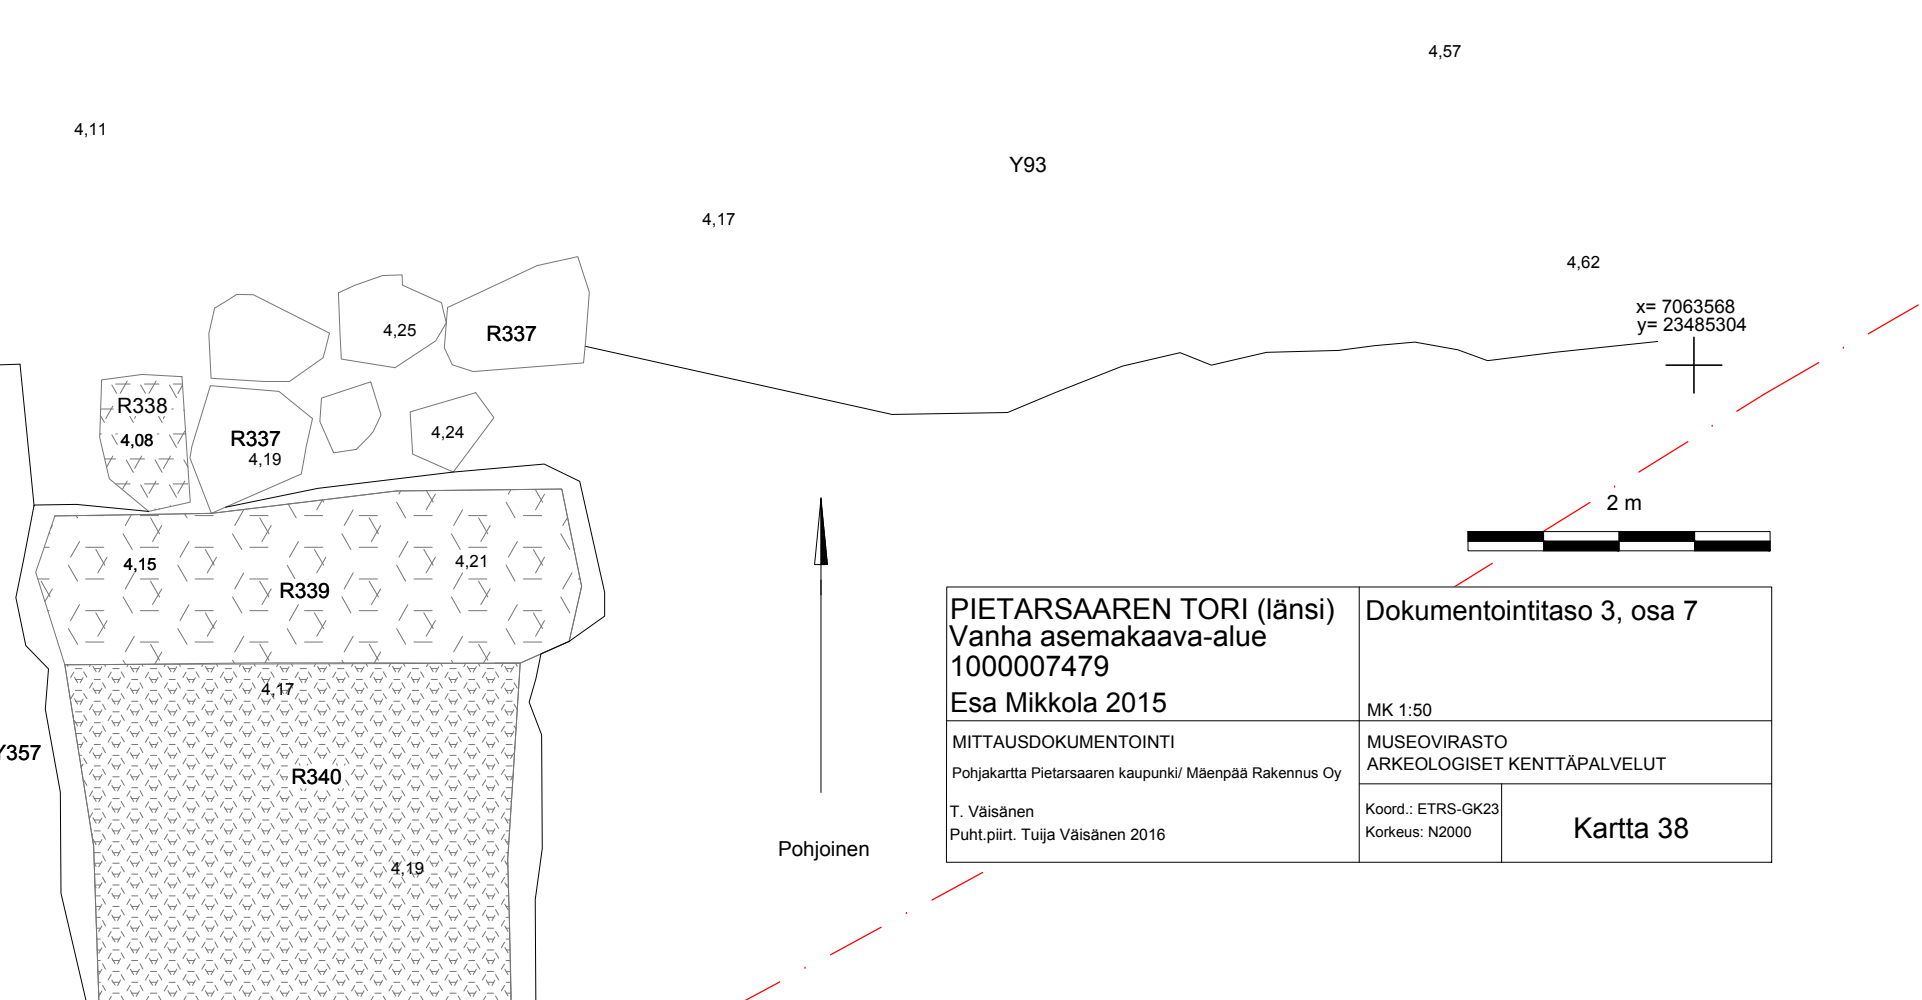 4,57
4,11
Y93
4,17
4,62
x= 7063568
y= 23485304
4,25
R337
R338
4,08
R337
4,19
4,24
2 m
4,15
4,21
R339
4,17
Y357
R340
4,19
Pohjoinen
PIETARSAAREN TORI (länsi)
Vanha asemakaava-alue
1000007479
Esa Mikkola 2015
Dokumentointitaso 3, osa 7
MK 1:50
MITTAUSDOKUMENTOINTI
Pohjakartta Pietarsaaren kaupunki/ Mäenpää Rakennus Oy
T. Väisänen
Puht.piirt. Tuija Väisänen 2016
MUSEOVIRASTO
ARKEOLOGISET KENTTÄPALVELUT
Koord.: ETRS-GK23
Korkeus: N2000
Kartta 38